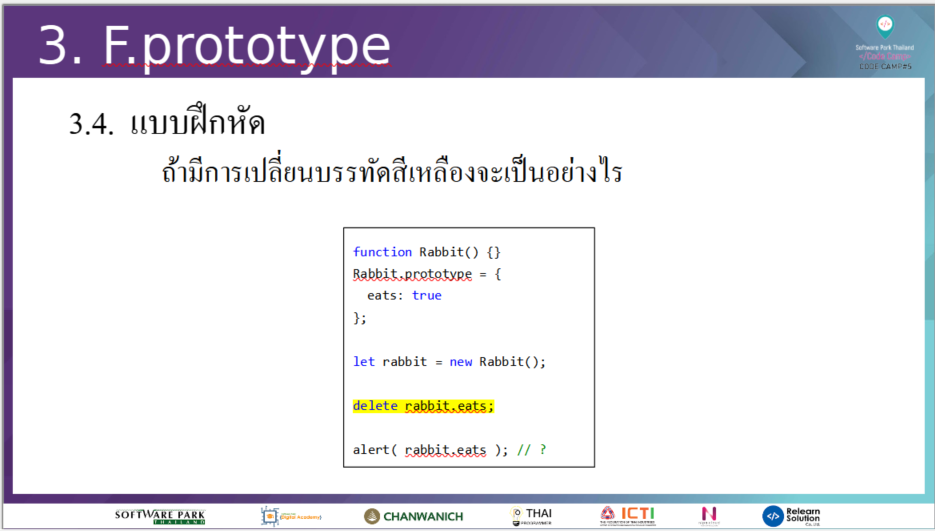 3. F.prototype
Software Park Thailand
CODE CAMP#5
3.4. แบบฝึกหัด
ถ้ามีการเปลี่ยนบรรทัดสีเหลืองจะเป็นอย่างไร
function Rabbit() {}
Rabbit.prototype = {
eats: true
};
let rabbit = new Rabbit();
delete rabbit.eats;
alert( rabbit.eats ); // ?
SOFTWARE PARK
THAILAND
Digital Academy
CHANWANICH
THAI
PROGRAMMER
ICTI
Relearn
Solution
Co.,Ltd.